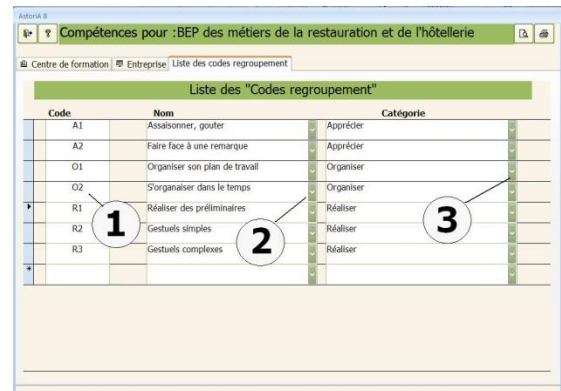 AstoriA 8
? Compétences pour :BEP des métiers de la restauration et de l'hôtellerie
Centre de formation Entreprise Liste des codes regroupement
Liste des "Codes regroupement"
Code Nom Catégorie
A1 Assaisonner, gouter Apprécier
A2 Faire face à une remarque Apprécier
O1 Organiser son plan de travail Organiser
O2 S'organaiser dans le temps Organiser
R1 Réaliser des préliminaires Réaliser
R2 Gestuels simples Réaliser
R3 Gestuels complexes Réaliser
*
1
2
3